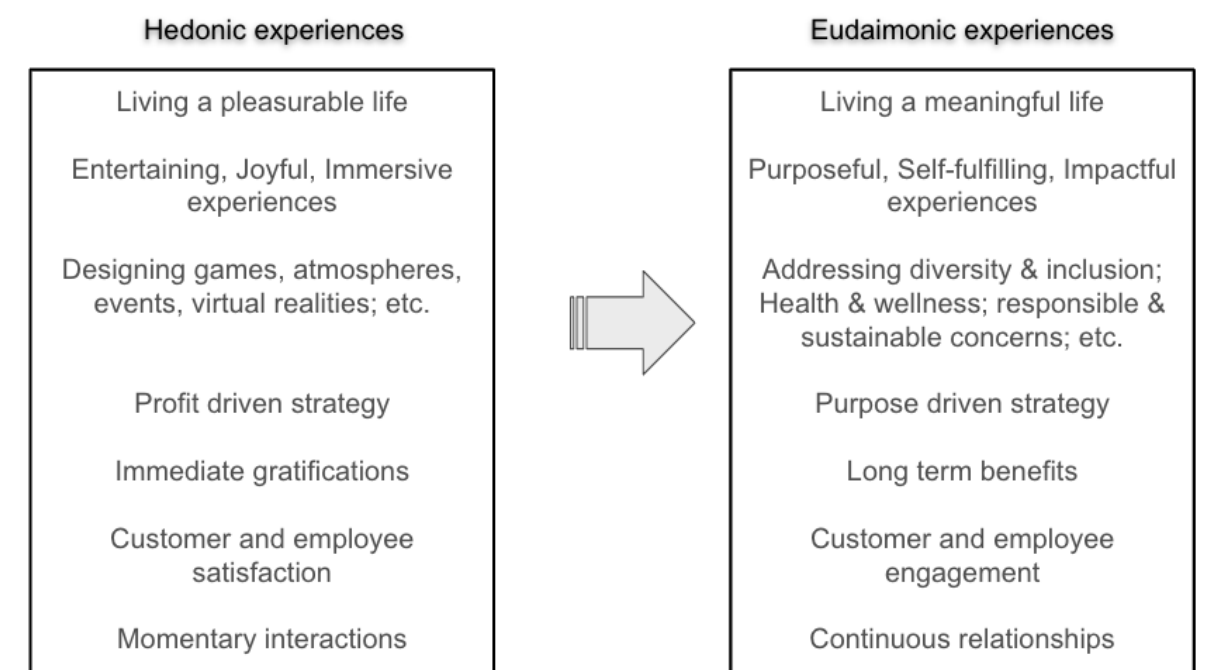 Hedonic experiences
Living a pleasurable life
Entertaining, Joyful, Immersive
experiences
Designing games, atmospheres,
events, virtual realities; etc.
Profit driven strategy
Immediate gratifications
Customer and employee
satisfaction
Momentary interactions
Eudaimonic experiences
Living a meaningful life
Purposeful, Self-fulfilling, Impactful
experiences
Addressing diversity & inclusion;
Health & wellness; responsible &
sustainable concerns; etc.
Purpose driven strategy
Long term benefits
Customer and employee
engagement
Continuous relationships